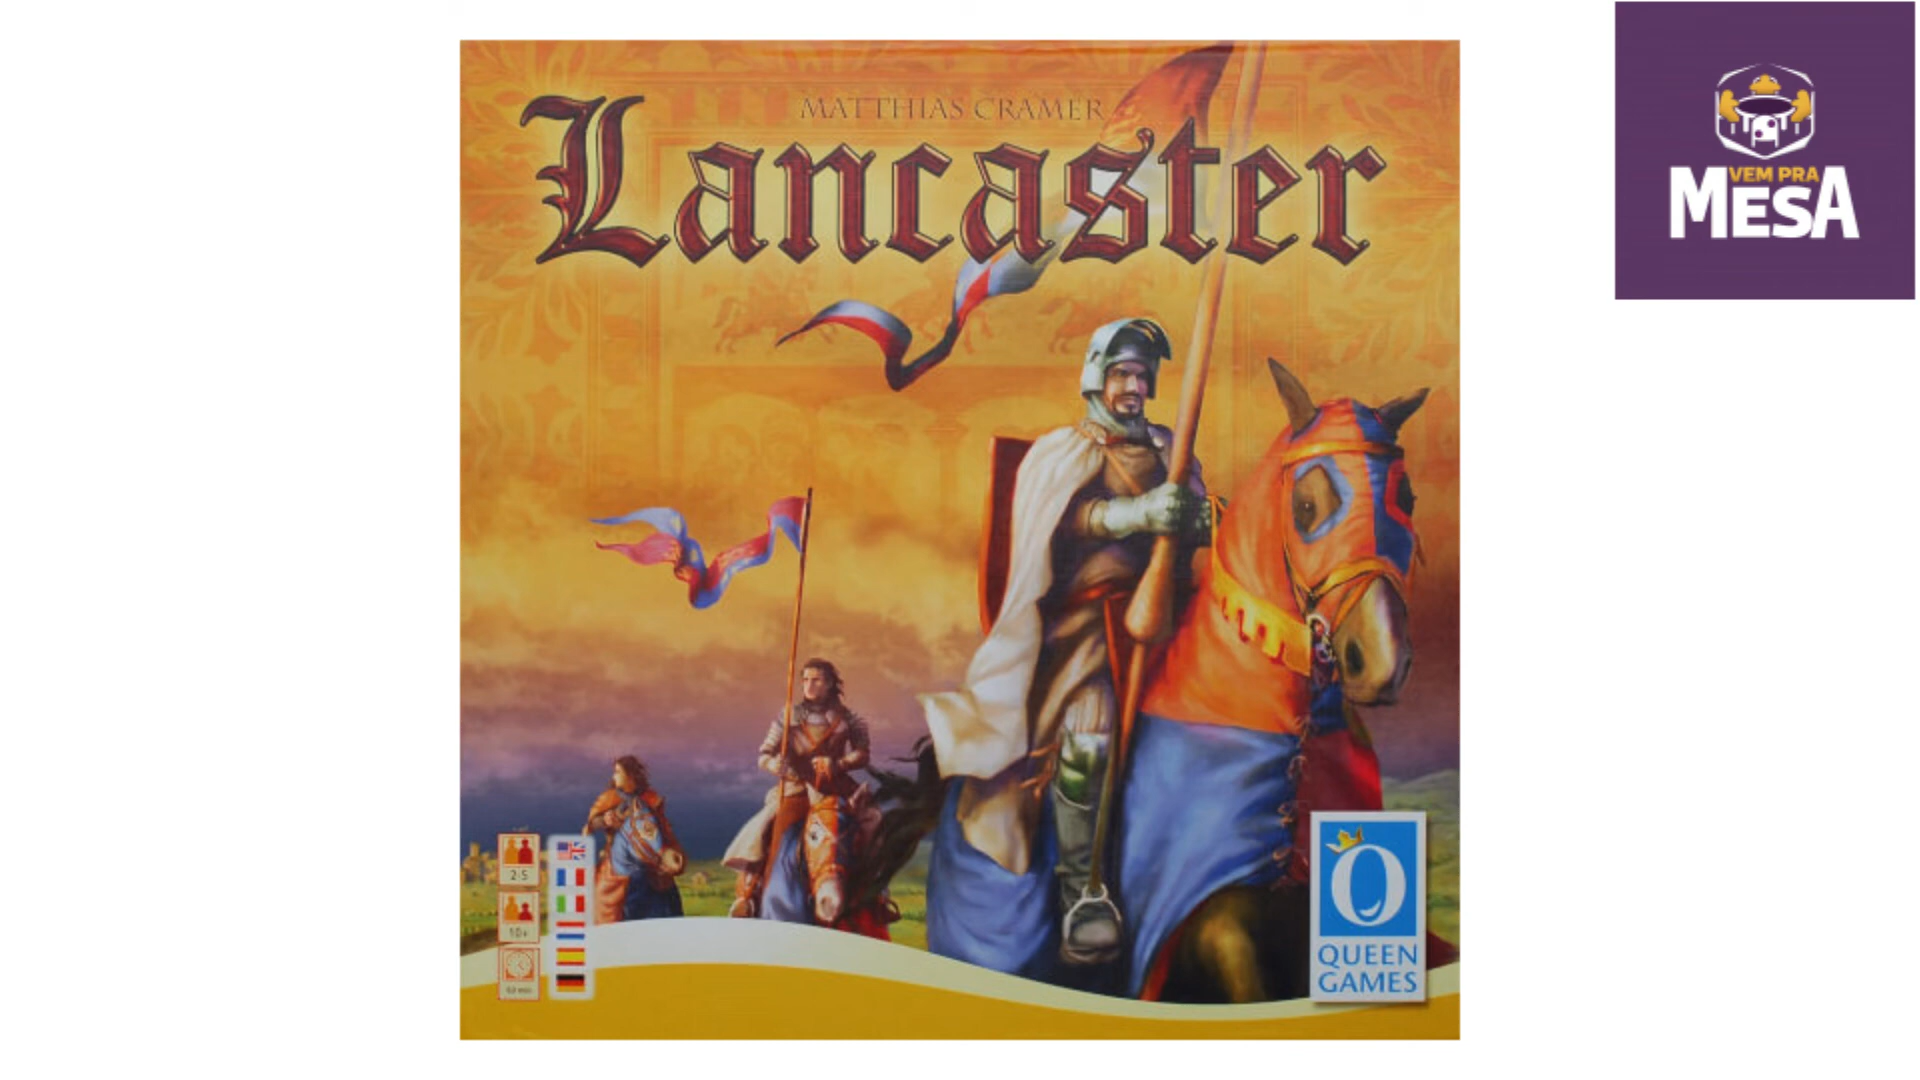 MATTHIAS CRAMER
Lancaster
VEM PRA
MESA
2-5
10+
QUEEN
GAMES